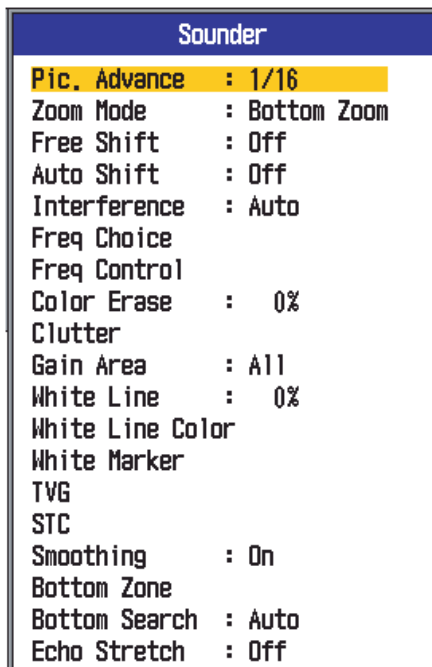 Sounder
Pic. Advance : 1/16
Zoom Mode : Bottom Zoom
Free Shift : Off
Auto Shift : Off
Interference : Auto
Freq Choice
Freq Control
Color Erase : 0%
Clutter
Gain Area : All
White Line : 0%
White Line Color
White Marker
TVG
STC
Smoothing : On
Bottom Zone
Bottom Search : Auto
Echo Stretch : Off